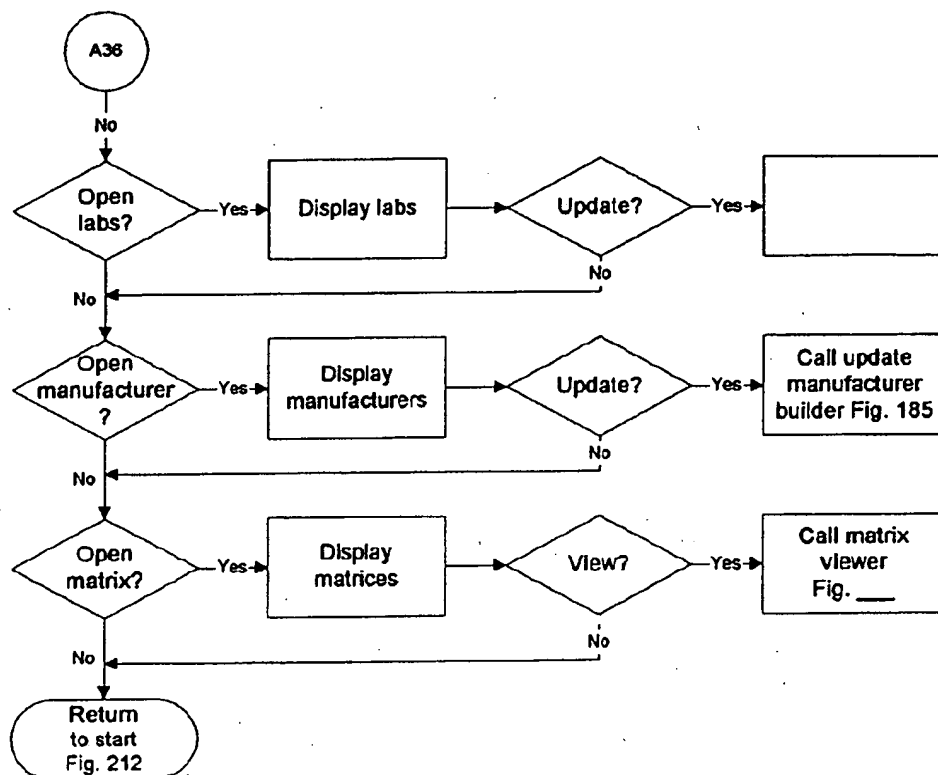 A36
No
Open
labs?
Yes
Display labs
Update?
Yes
No
No
Open
manufacturer
?
Yes
Display
manufacturers
Update?
Yes
Call update
manufacturer
builder Fig. 185
No
No
Open
matrix?
Yes
Display
matrices
View?
Yes
Call matrix
viewer
Fig. ___
No
No
Return
to start
Fig. 212